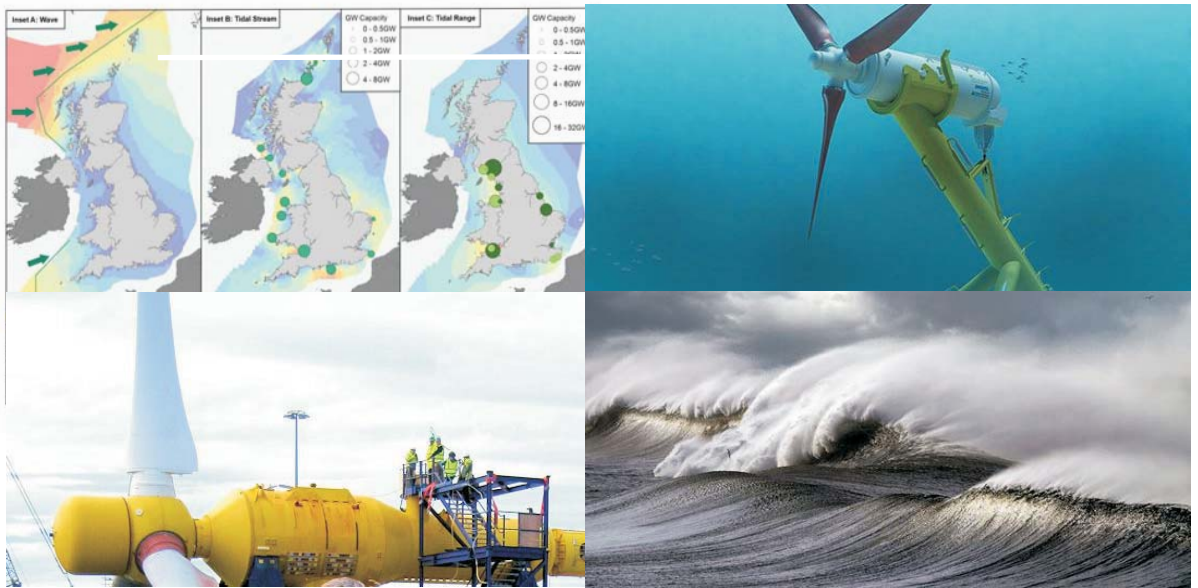 Inset A: Wave
Inset B: Tidal Stream
GW Capacity
0 - 0.5GW
0.5 - 1GW
1 - 2GW
2 - 4GW
4 - 8GW
Inset C: Tidal Range
GW Capacity
0 - 0.5GW
0.5 - 1GW
2 - 4GW
4 - 8GW
8 - 16GW
16 - 32GW